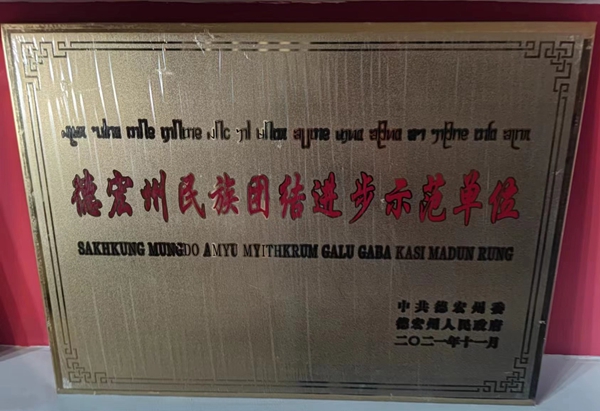 德宏州民族团结进步示范单位
SAKHKUNG MUNGDO AMYU MYITHKRUM GALU GABA KASI MADUN RUNG
中共德宏州委
德宏州人民政府
二〇二一年十一月